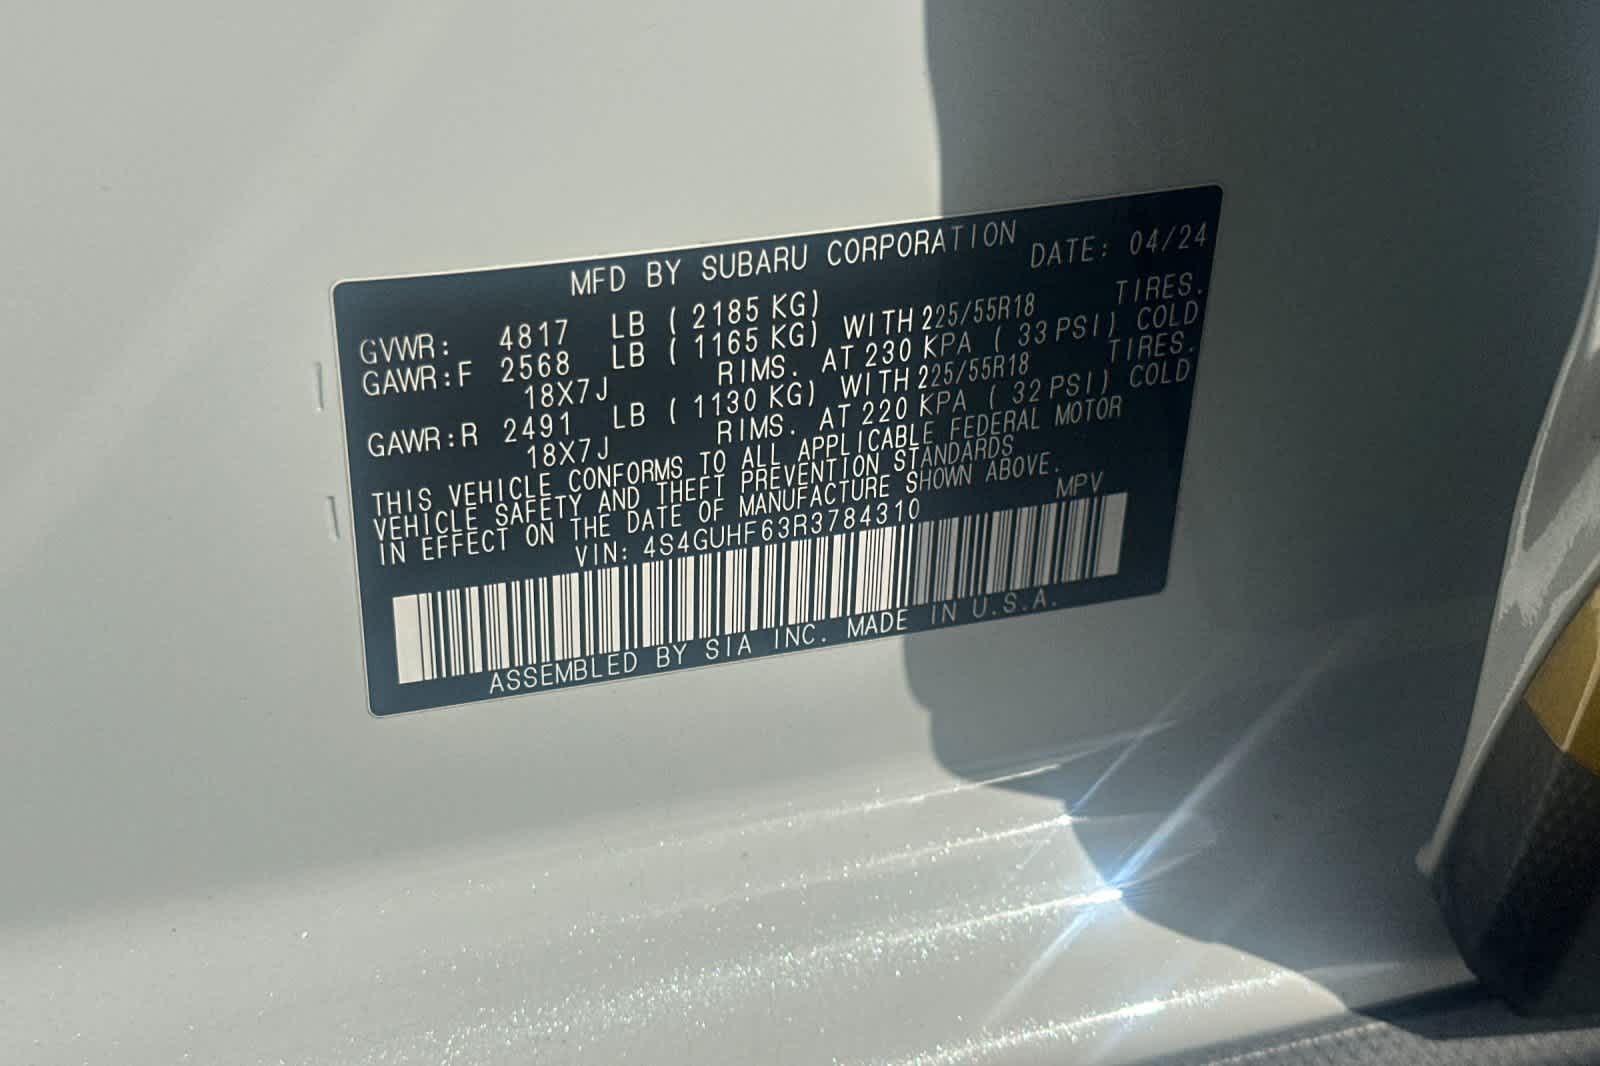 MFD BY SUBARU CORPORATION DATE: 04/24
GVWR: 4817 LB ( 2185 KG)
GAWR:F 2568 LB ( 1165 KG) WITH 225/55R18 TIRES.
18X7J RIMS. AT 230 KPA ( 33 PSI) COLD
GAWR:R 2491 LB ( 1130 KG) WITH 225/55R18 TIRES.
18X7J RIMS. AT 220 KPA ( 32 PSI) COLD
THIS VEHICLE CONFORMS TO ALL APPLICABLE FEDERAL MOTOR
VEHICLE SAFETY AND THEFT PREVENTION STANDARDS
IN EFFECT ON THE DATE OF MANUFACTURE SHOWN ABOVE.
VIN: 4S4GUHF63R3784310 MPV
ASSEMBLED BY SIA INC. MADE IN U.S.A.